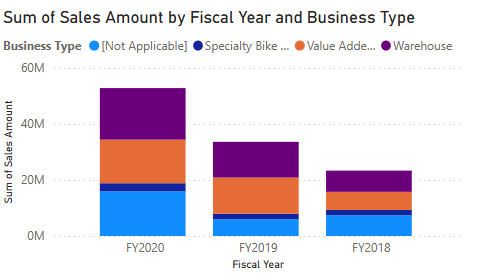 Sum of Sales Amount by Fiscal Year and Business Type
Business Type [Not Applicable] Specialty Bike ... Value Adde... Warehouse
60M
40M
20M
0M
Sum of Sales Amount
FY2020 FY2019 FY2018
Fiscal Year